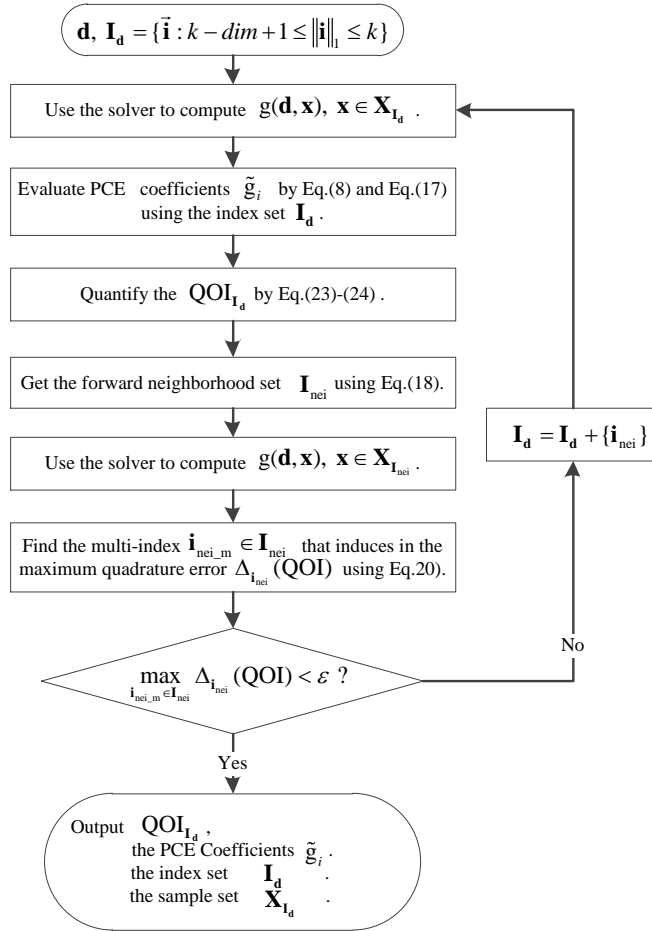 d, I_d = {i⃗ : k − dim + 1 ≤ ‖i‖₁ ≤ k}
Use the solver to compute g(d, x), x ∈ X_{I_d} .
Evaluate PCE coefficients g̃_i by Eq.(8) and Eq.(17)
using the index set I_d .
Quantify the QOI_{I_d} by Eq.(23)-(24) .
Get the forward neighborhood set I_nei using Eq.(18).
I_d = I_d + {i_nei}
Use the solver to compute g(d, x), x ∈ X_{I_nei} .
Find the multi-index i_{nei_m} ∈ I_nei that induces in the
maximum quadrature error Δ_{i_nei}(QOI) using Eq.20).
No
max_{i_{nei_m} ∈ I_nei} Δ_{i_nei}(QOI) < ε ?
Yes
Output QOI_{I_d} ,
the PCE Coefficients g̃_i .
the index set I_d .
the sample set X_{I_d} .